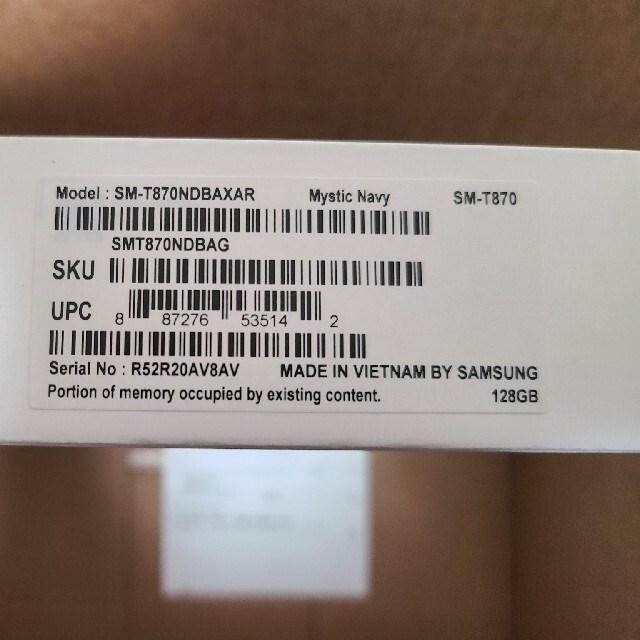 Model : SM-T870NDBAXAR Mystic Navy SM-T870
SMT870NDBAG
SKU
UPC 8 87276 53514 2
Serial No : R52R20AV8AV MADE IN VIETNAM BY SAMSUNG
Portion of memory occupied by existing content. 128GB